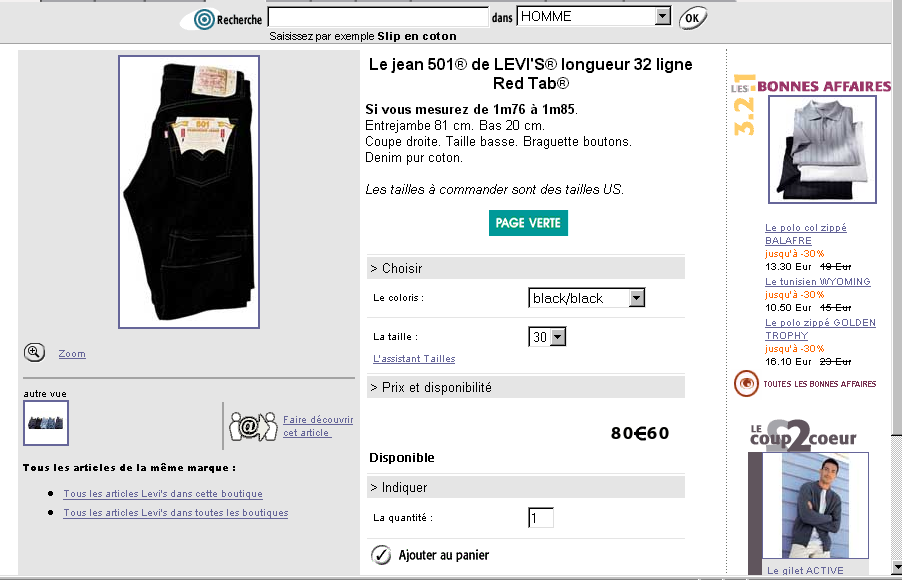 Recherche
dans
HOMME
OK
Saisissez par exemple Slip en coton
Le jean 501® de LEVI'S® longueur 32 ligne
Red Tab®
Si vous mesurez de 1m76 à 1m85.
Entrejambe 81 cm. Bas 20 cm.
Coupe droite. Taille basse. Braguette boutons.
Denim pur coton.
Les tailles à commander sont des tailles US.
PAGE VERTE
> Choisir
Le coloris :
black/black
La taille :
30
L'assistant Tailles
> Prix et disponibilité
80€60
Disponible
> Indiquer
La quantité :
1
Ajouter au panier
501
Zoom
autre vue
Faire découvrir
cet article
Tous les articles de la même marque :
Tous les articles Levi's dans cette boutique
Tous les articles Levi's dans toutes les boutiques
3.2.1
LES BONNES AFFAIRES
Le polo col zippé
BALAFRE
jusqu'à -30%
13.30 Eur 19 Eur
Le tunisien WYOMING
jusqu'à -30%
10.50 Eur 15 Eur
Le polo zippé GOLDEN
TROPHY
jusqu'à -30%
16.10 Eur 23 Eur
TOUTES LES BONNES AFFAIRES
LE
coup2coeur
Le gilet ACTIVE